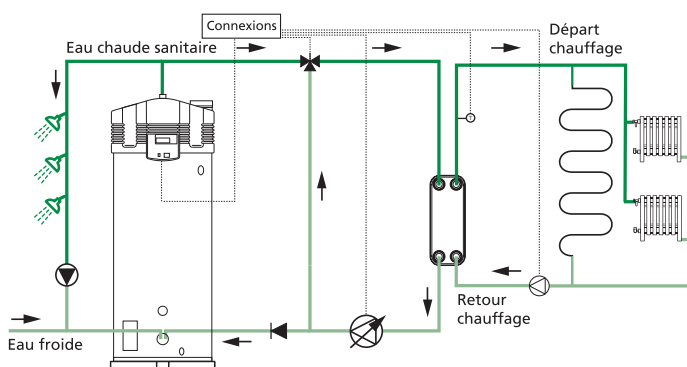 Connexions
Départ
chauffage
Eau chaude sanitaire
Retour
chauffage
Eau froide